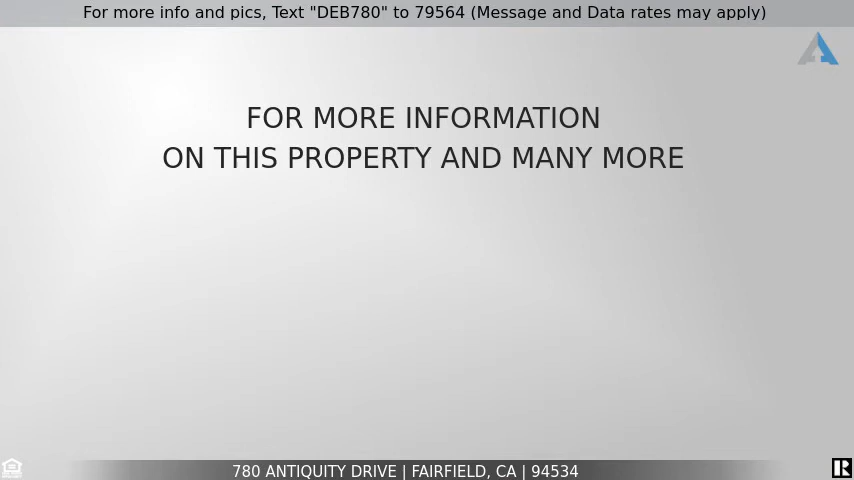 For more info and pics, Text "DEB780" to 79564 (Message and Data rates may apply)
FOR MORE INFORMATION
ON THIS PROPERTY AND MANY MORE
780 ANTIQUITY DRIVE | FAIRFIELD, CA | 94534